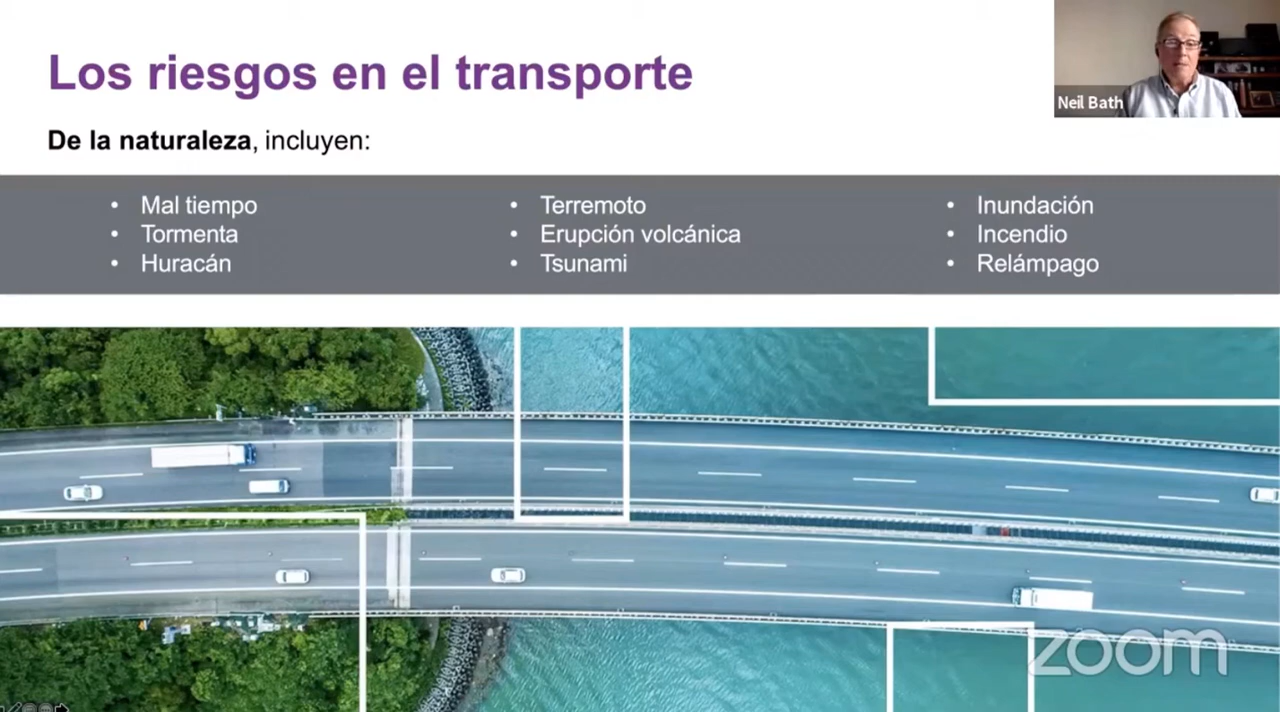 Los riesgos en el transporte
Neil Bath
De la naturaleza, incluyen:
• Mal tiempo
• Tormenta
• Huracán
• Terremoto
• Erupción volcánica
• Tsunami
• Inundación
• Incendio
• Relámpago
zoom